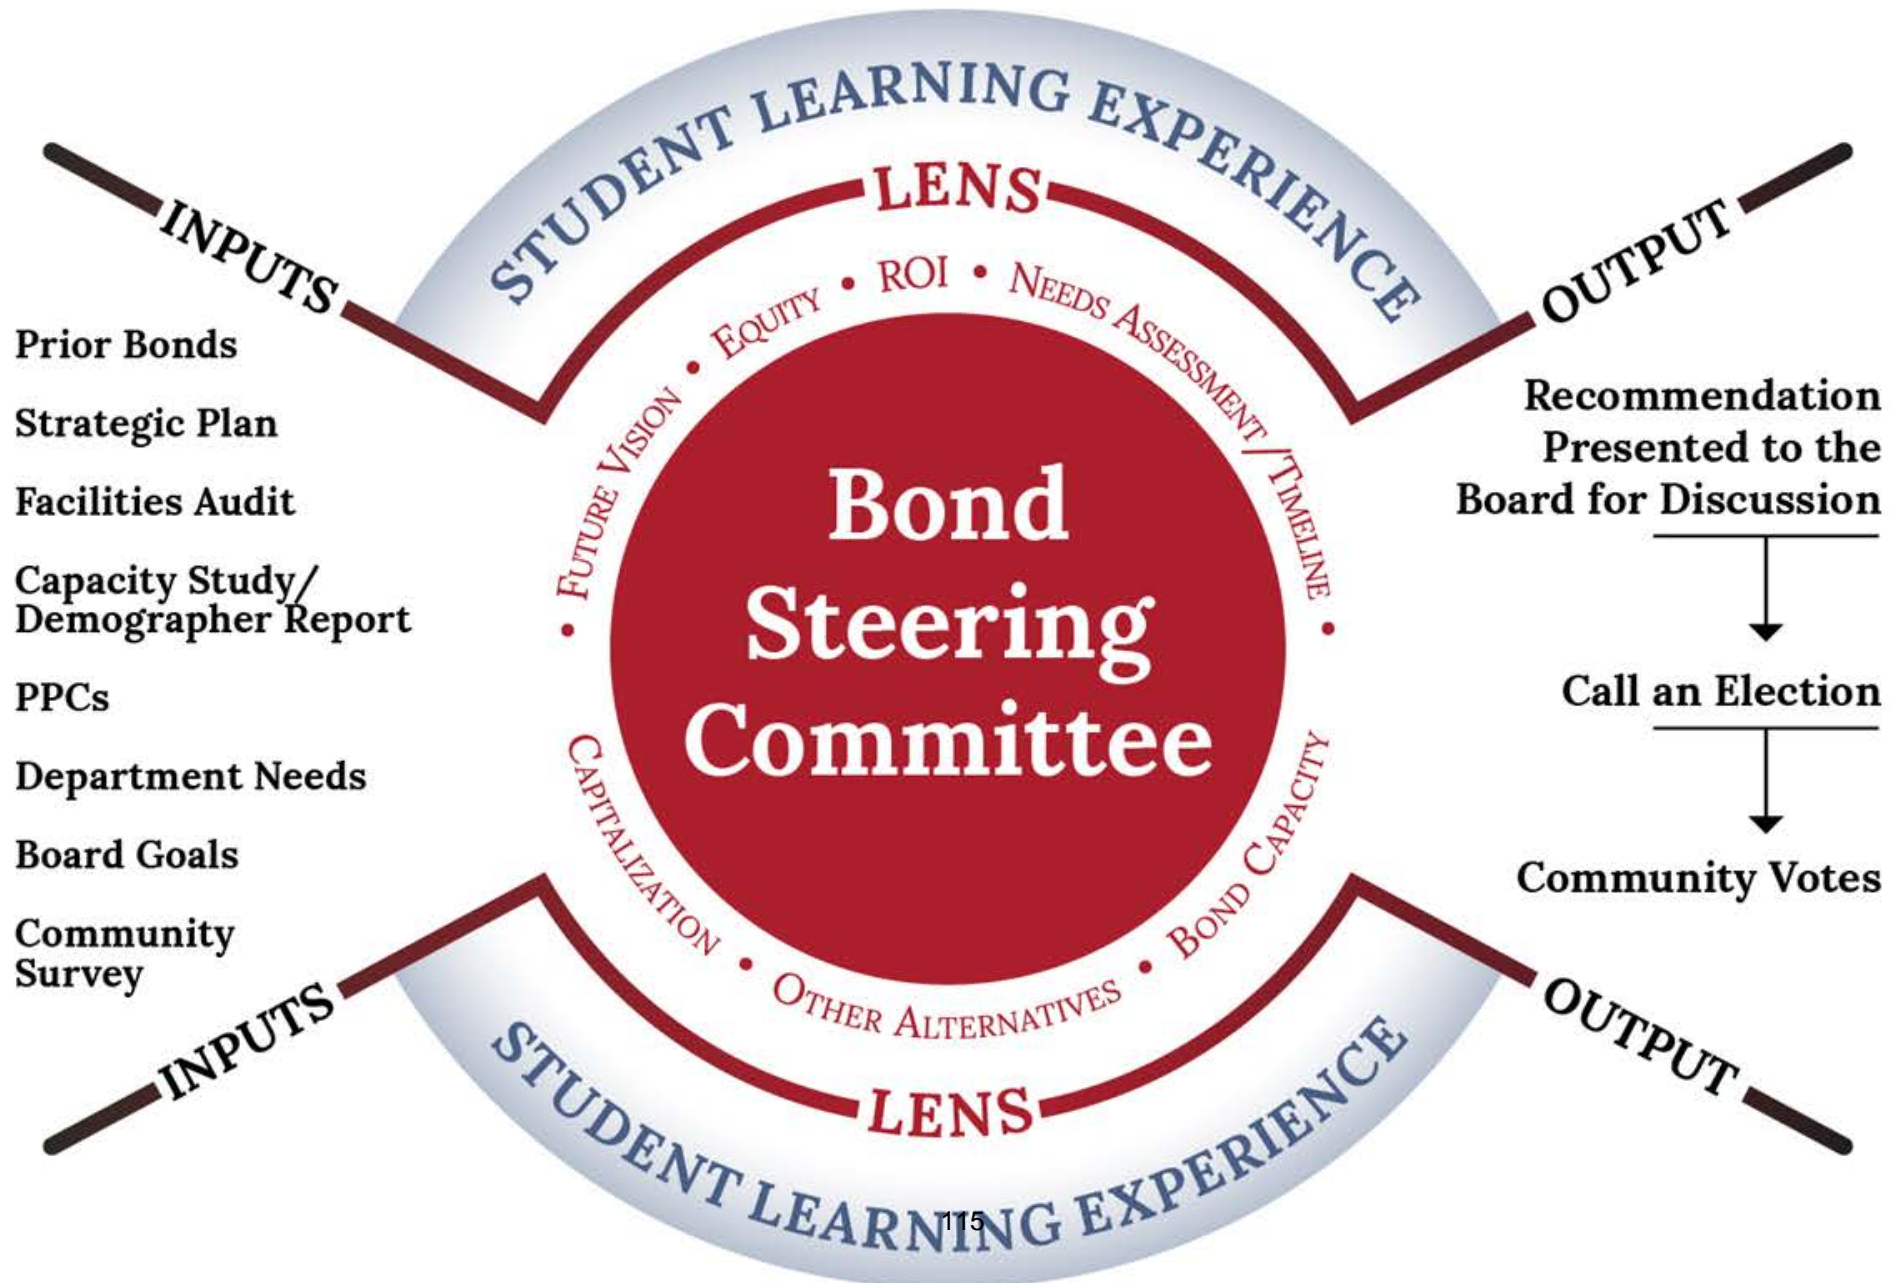 STUDENT LEARNING EXPERIENCE
LENS
INPUTS
OUTPUT
• FUTURE VISION • EQUITY • ROI • NEEDS ASSESSMENT/TIMELINE •
Prior Bonds
Strategic Plan
Facilities Audit
Capacity Study/
Demographer Report
PPCs
Department Needs
Board Goals
Community
Survey
Bond
Steering
Committee
Recommendation
Presented to the
Board for Discussion
Call an Election
Community Votes
CAPITALIZATION • OTHER ALTERNATIVES • BOND CAPACITY
INPUTS
OUTPUT
LENS
STUDENT LEARNING EXPERIENCE
115